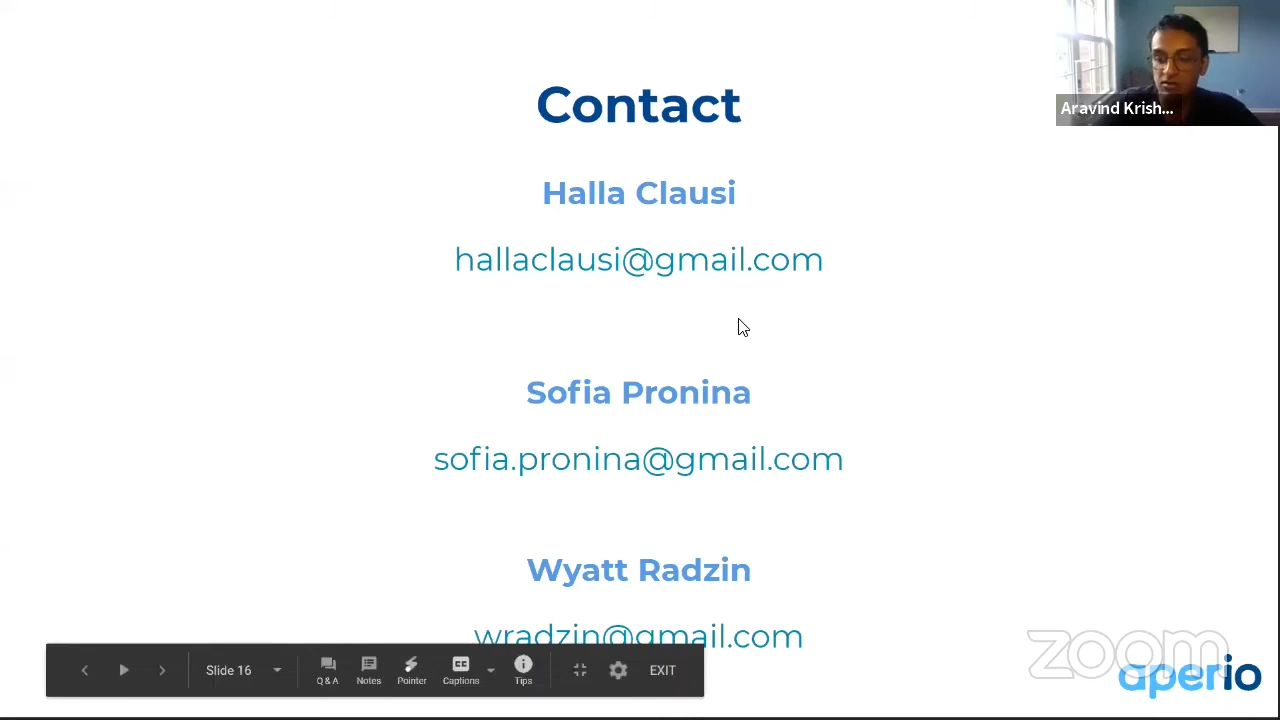 Contact
Aravind Krish...
Halla Clausi
hallaclausi@gmail.com
Sofia Pronina
sofia.pronina@gmail.com
Wyatt Radzin
wradzin@gmail.com
Slide 16
Q & A
Notes
Pointer
CC
Captions
Tips
EXIT
zoom
aperio